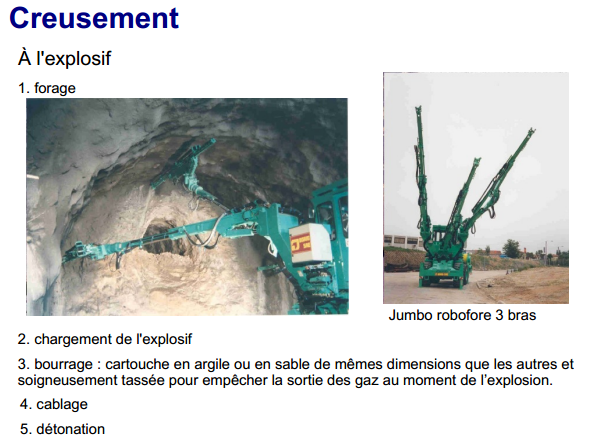 Creusement
À l'explosif
1. forage
Jumbo robofore 3 bras
2. chargement de l'explosif
3. bourrage : cartouche en argile ou en sable de mêmes dimensions que les autres et
soigneusement tassée pour empêcher la sortie des gaz au moment de l’explosion.
4. cablage
5. détonation